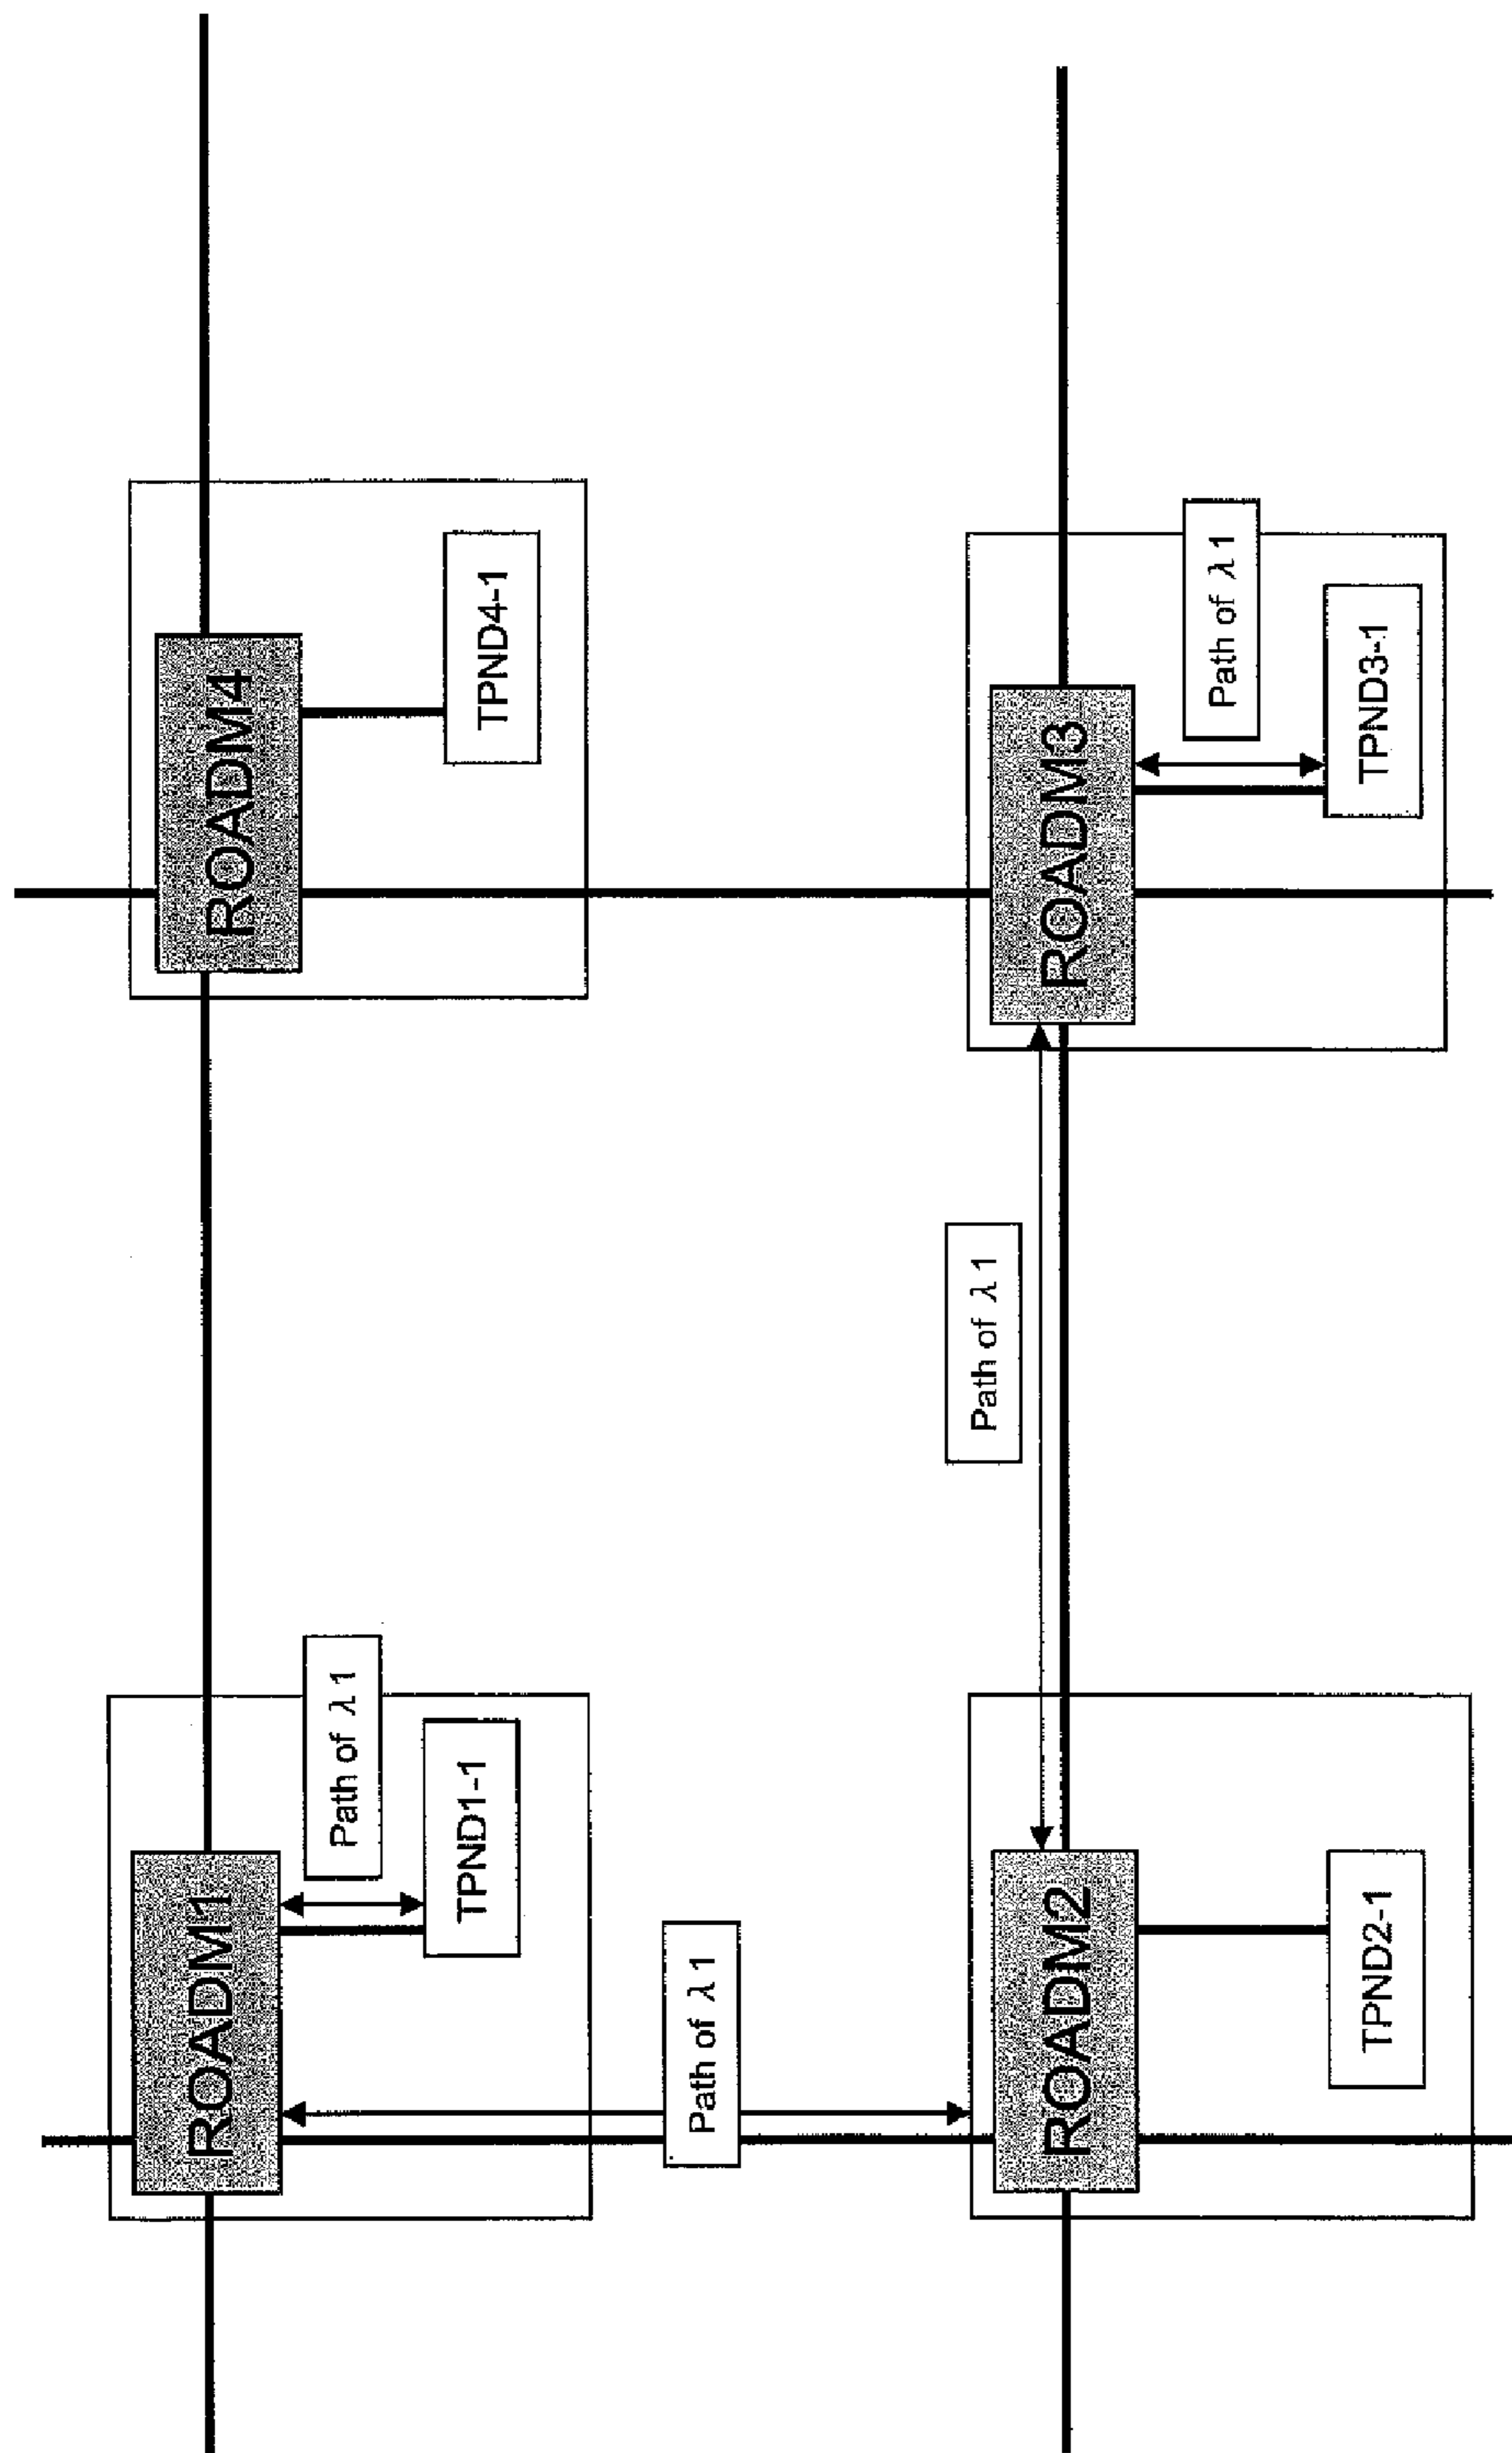 ROADM1
Path of λ1
TPND1-1
ROADM4
TPND4-1
Path of λ1
Path of λ1
ROADM2
TPND2-1
ROADM3
Path of λ1
TPND3-1